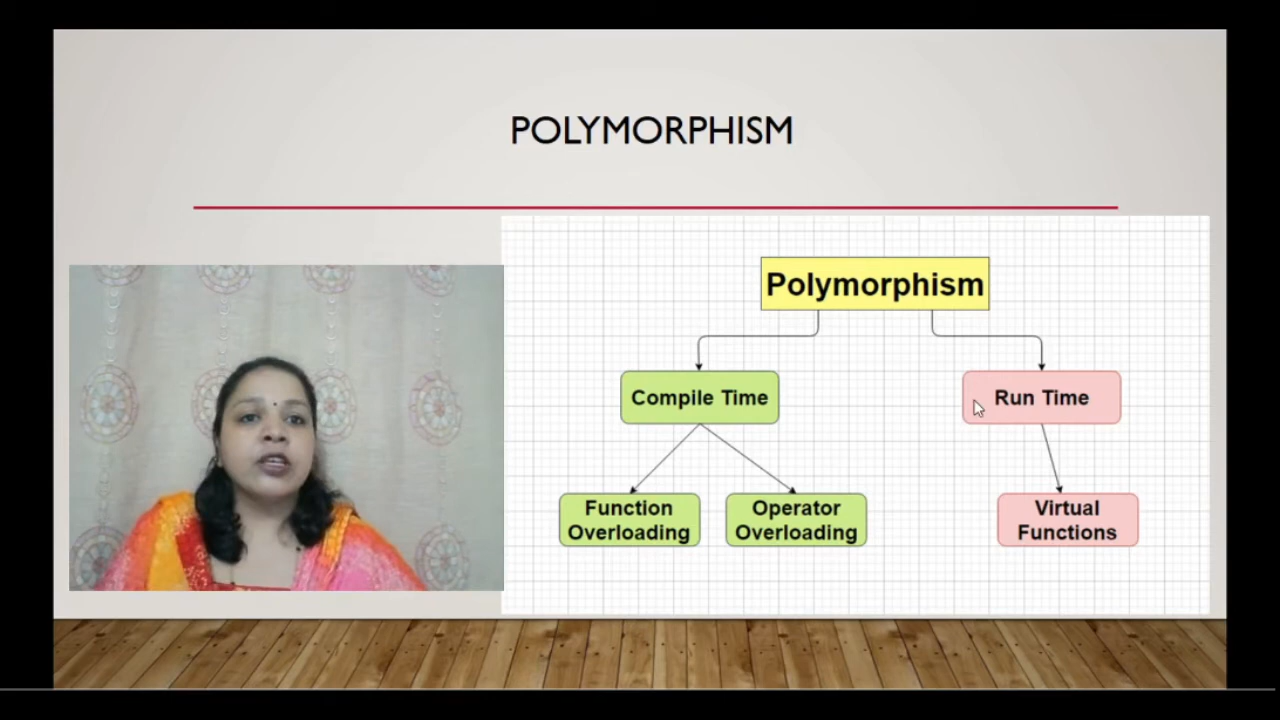 POLYMORPHISM
Polymorphism
Compile Time
Run Time
Function
Overloading
Operator
Overloading
Virtual
Functions